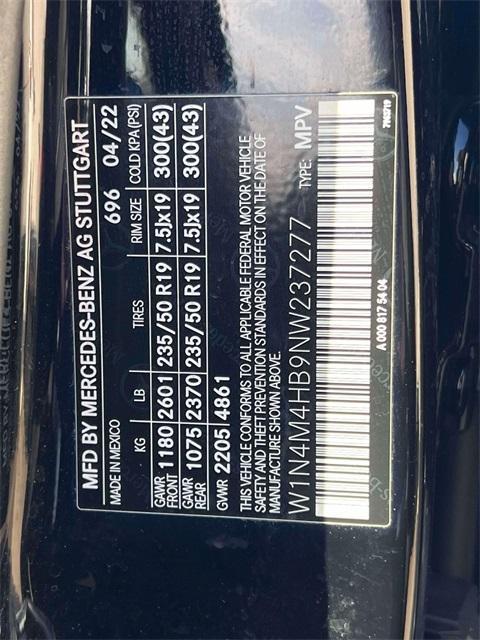 MFD BY MERCEDES-BENZ AG STUTTGART
MADE IN MEXICO 696 04/22
KG LB TIRES RIM SIZE COLD KPA(PSI)
GAWR FRONT 1180 2601 235/50 R19 7.5Jx19 300(43)
GAWR REAR 1075 2370 235/50 R19 7.5Jx19 300(43)
GVWR 2205 4861
THIS VEHICLE CONFORMS TO ALL APPLICABLE FEDERAL MOTOR VEHICLE
SAFETY AND THEFT PREVENTION STANDARDS IN EFFECT ON THE DATE OF
MANUFACTURE SHOWN ABOVE.
W1N4M4HB9NW237277 TYPE: MPV
A 000 817 54 04